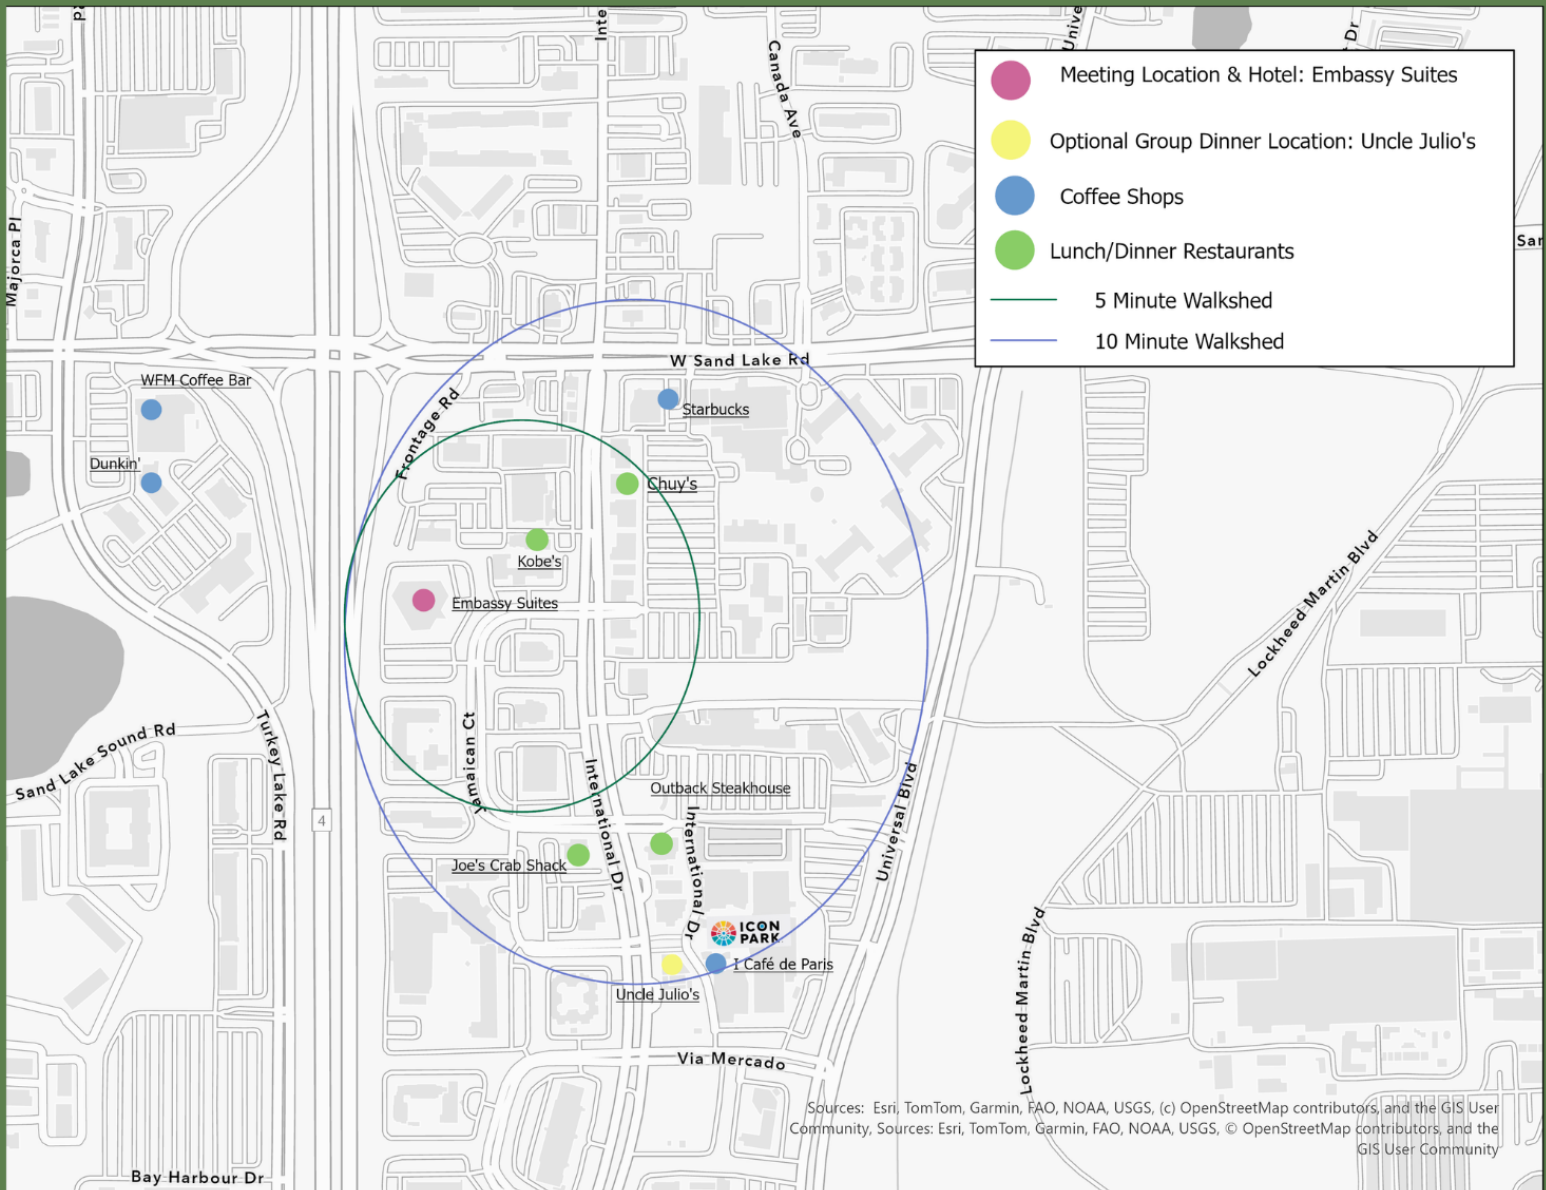 Inte
Canada Ave
Unive
Dr
Majorca Pl
Meeting Location & Hotel: Embassy Suites
Optional Group Dinner Location: Uncle Julio's
Coffee Shops
Lunch/Dinner Restaurants
5 Minute Walkshed
10 Minute Walkshed
San
W Sand Lake Rd
WFM Coffee Bar
Frontage Rd
Starbucks
Dunkin'
Chuy's
Kobe's
Embassy Suites
Lockheed Martin Blvd
Sand Lake Sound Rd
Turkey Lake Rd
Jamaican Ct
International Dr
Outback Steakhouse
4
International Dr
Universal Blvd
Joe's Crab Shack
ICON
PARK
I Café de Paris
Uncle Julio's
Lockheed Martin Blvd
Via Mercado
Sources: Esri, TomTom, Garmin, FAO, NOAA, USGS, (c) OpenStreetMap contributors, and the GIS User
Community, Sources: Esri, TomTom, Garmin, FAO, NOAA, USGS, © OpenStreetMap contributors, and the
GIS User Community
Bay Harbour Dr